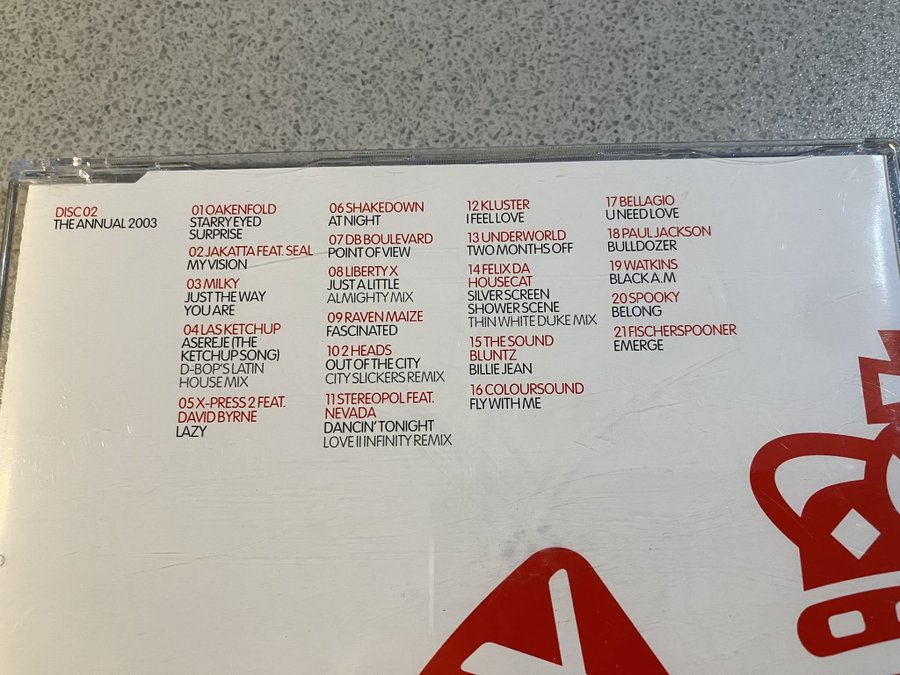 DISC 02
THE ANNUAL 2003
01 OAKENFOLD
STARRY EYED
SURPRISE
02 JAKATTA FEAT. SEAL
MY VISION
03 MILKY
JUST THE WAY
YOU ARE
04 LAS KETCHUP
ASEREJE (THE
KETCHUP SONG)
D-BOP'S LATIN
HOUSE MIX
05 X-PRESS 2 FEAT.
DAVID BYRNE
LAZY
06 SHAKEDOWN
AT NIGHT
07 DB BOULEVARD
POINT OF VIEW
08 LIBERTY X
JUST A LITTLE
ALMIGHTY MIX
09 RAVEN MAIZE
FASCINATED
10 2 HEADS
OUT OF THE CITY
CITY SLICKERS REMIX
11 STEREOPOL FEAT.
NEVADA
DANCIN' TONIGHT
LOVE II INFINITY REMIX
12 KLUSTER
I FEEL LOVE
13 UNDERWORLD
TWO MONTHS OFF
14 FELIX DA
HOUSECAT
SILVER SCREEN
SHOWER SCENE
THIN WHITE DUKE MIX
15 THE SOUND
BLUNTZ
BILLIE JEAN
16 COLOURSOUND
FLY WITH ME
17 BELLAGIO
U NEED LOVE
18 PAUL JACKSON
BULLDOZER
19 WATKINS
BLACK A.M
20 SPOOKY
BELONG
21 FISCHERSPOONER
EMERGE